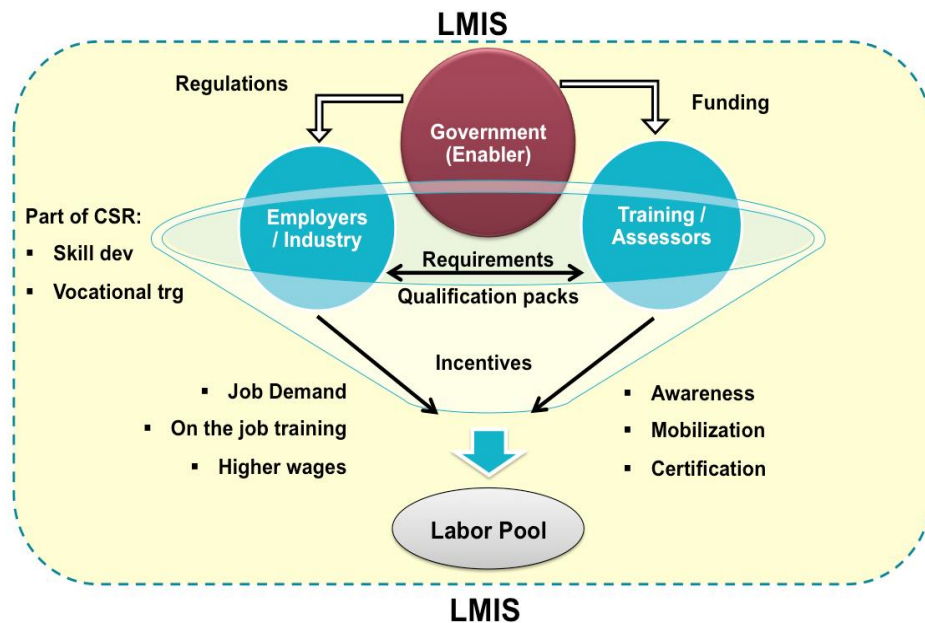 LMIS
Regulations
Funding
Government
(Enabler)
Part of CSR:
▪ Skill dev
▪ Vocational trg
Employers
/ Industry
Training /
Assessors
Requirements
Qualification packs
Incentives
▪ Job Demand
▪ On the job training
▪ Higher wages
▪ Awareness
▪ Mobilization
▪ Certification
Labor Pool
LMIS